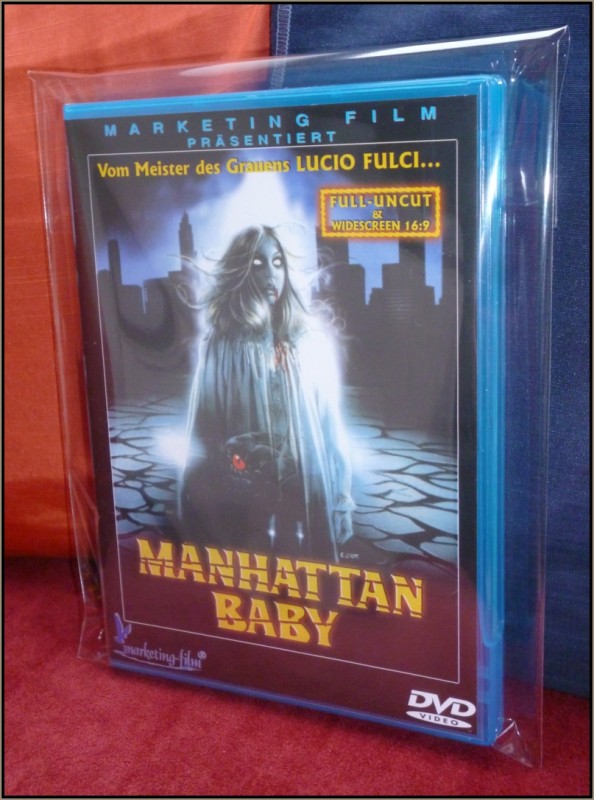 MARKETING FILM
PRÄSENTIERT
Vom Meister des Grauens LUCIO FULCI...
FULL-UNCUT
&
WIDESCREEN 16:9
MANHATTAN
BABY
marketing-film®
DVD
VIDEO